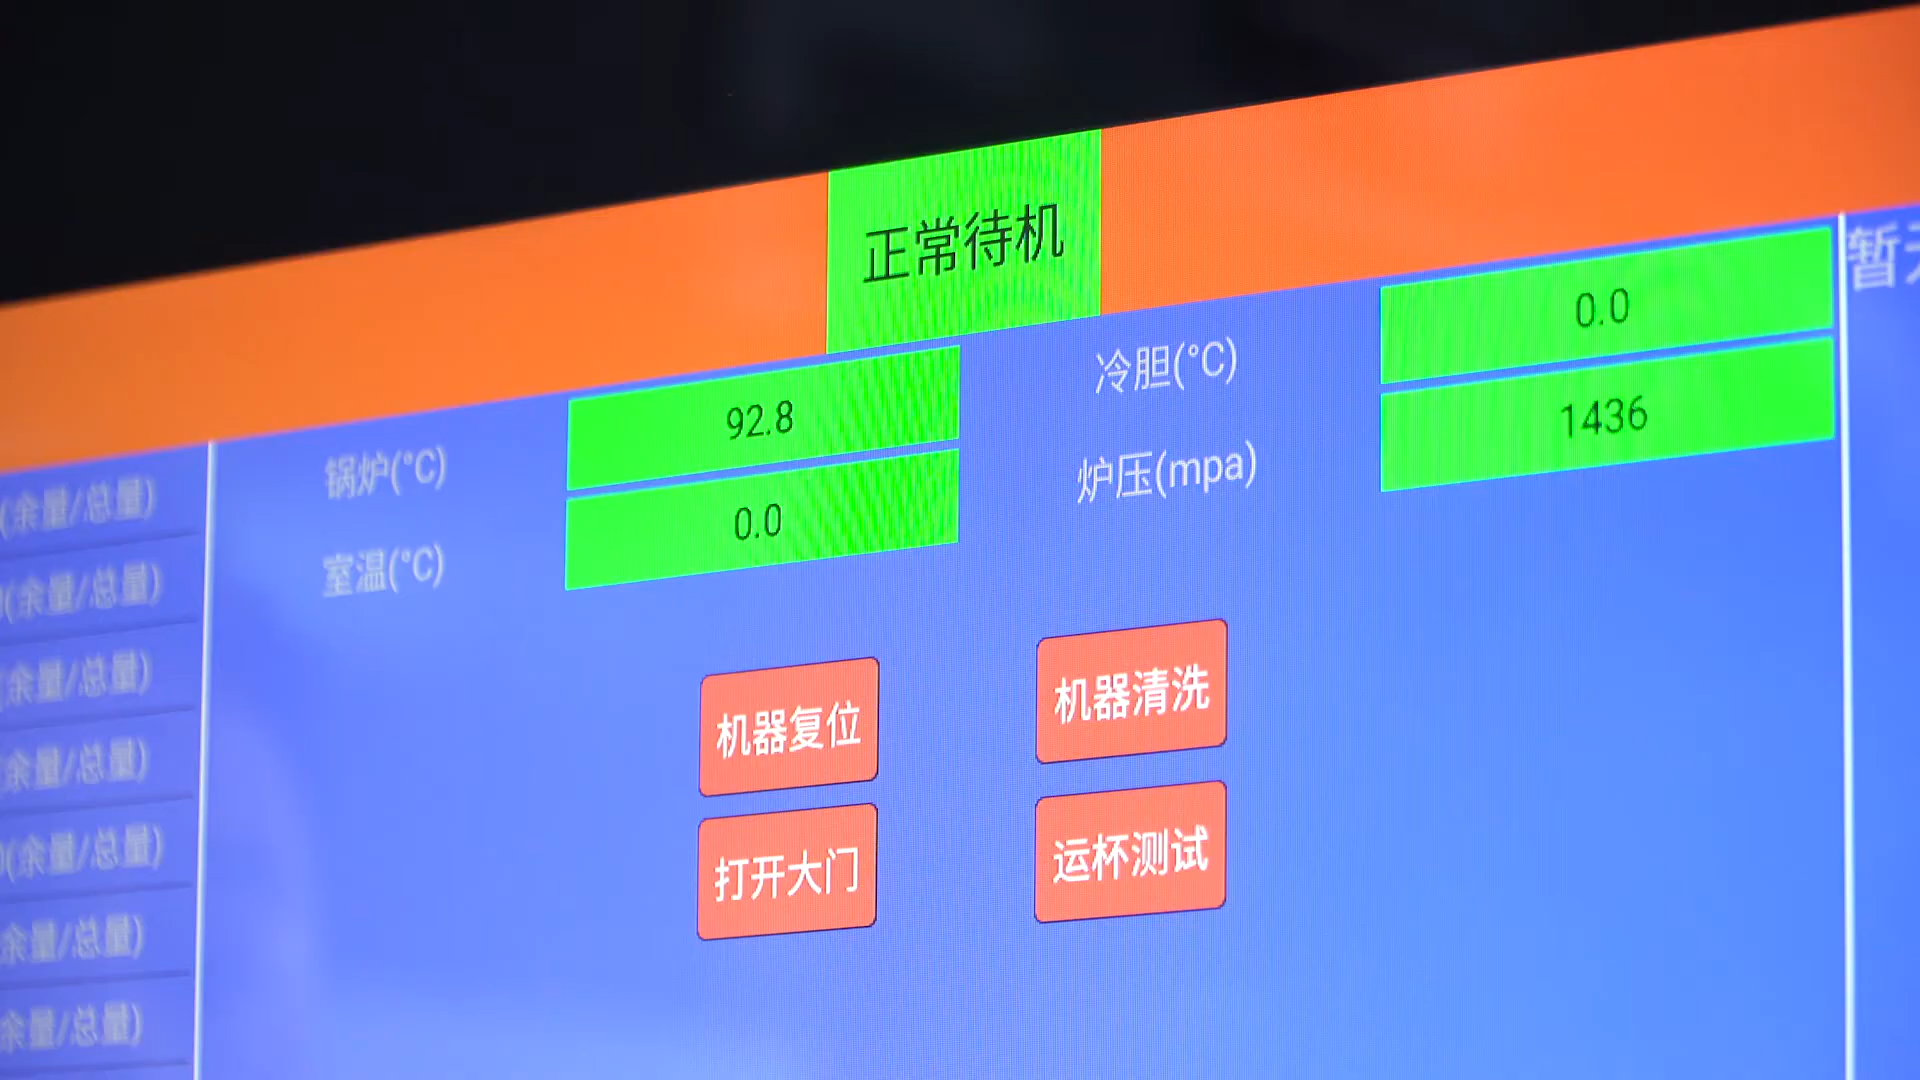 正常待机
(余量/总量)
(余量/总量)
(余量/总量)
余量/总量)
(余量/总量)
余量/总量)
余量/总量)
锅炉(°C) 92.8
室温(°C) 0.0
冷胆(°C) 0.0
炉压(mpa) 1436
机器复位 机器清洗
打开大门 运杯测试
暂